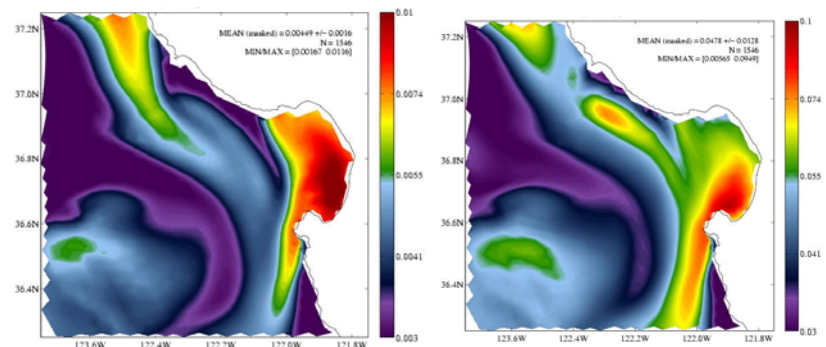 37.2N
37.0N
36.8N
36.6N
36.4N
123.6W 122.4W 122.2W 122.0W 121.8W
MEAN (masked) = 0.00449 +/- 0.0016
N = 1546
MIN/MAX = [0.00167 0.0116]
0.01
0.0074
0.0055
0.0041
0.003
37.2N
37.0N
36.8N
36.6N
36.4N
123.6W 122.4W 122.2W 122.0W 121.8W
MEAN (masked) = 0.0478 +/- 0.0128
N = 1546
MIN/MAX = [0.00565 0.0949]
0.1
0.074
0.055
0.041
0.03